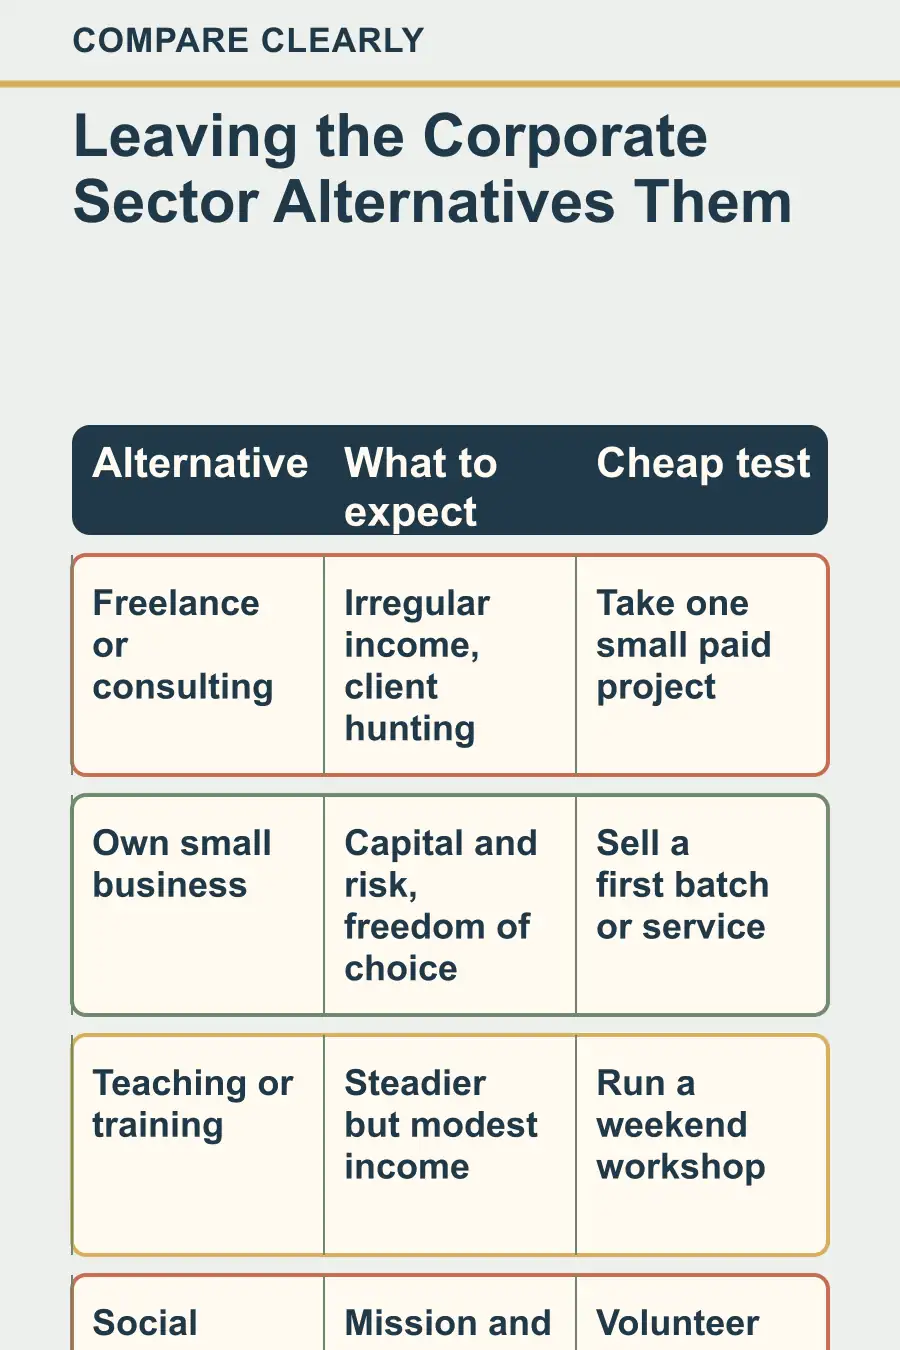 COMPARE CLEARLY
Leaving the Corporate
Sector Alternatives Them
Alternative
What to
expect
Cheap test
Freelance
or
consulting
Irregular
income,
client
hunting
Take one
small paid
project
Own small
business
Capital and
risk,
freedom of
choice
Sell a
first batch
or service
Teaching or
training
Steadier
but modest
income
Run a
weekend
workshop
Social
Mission and
Volunteer